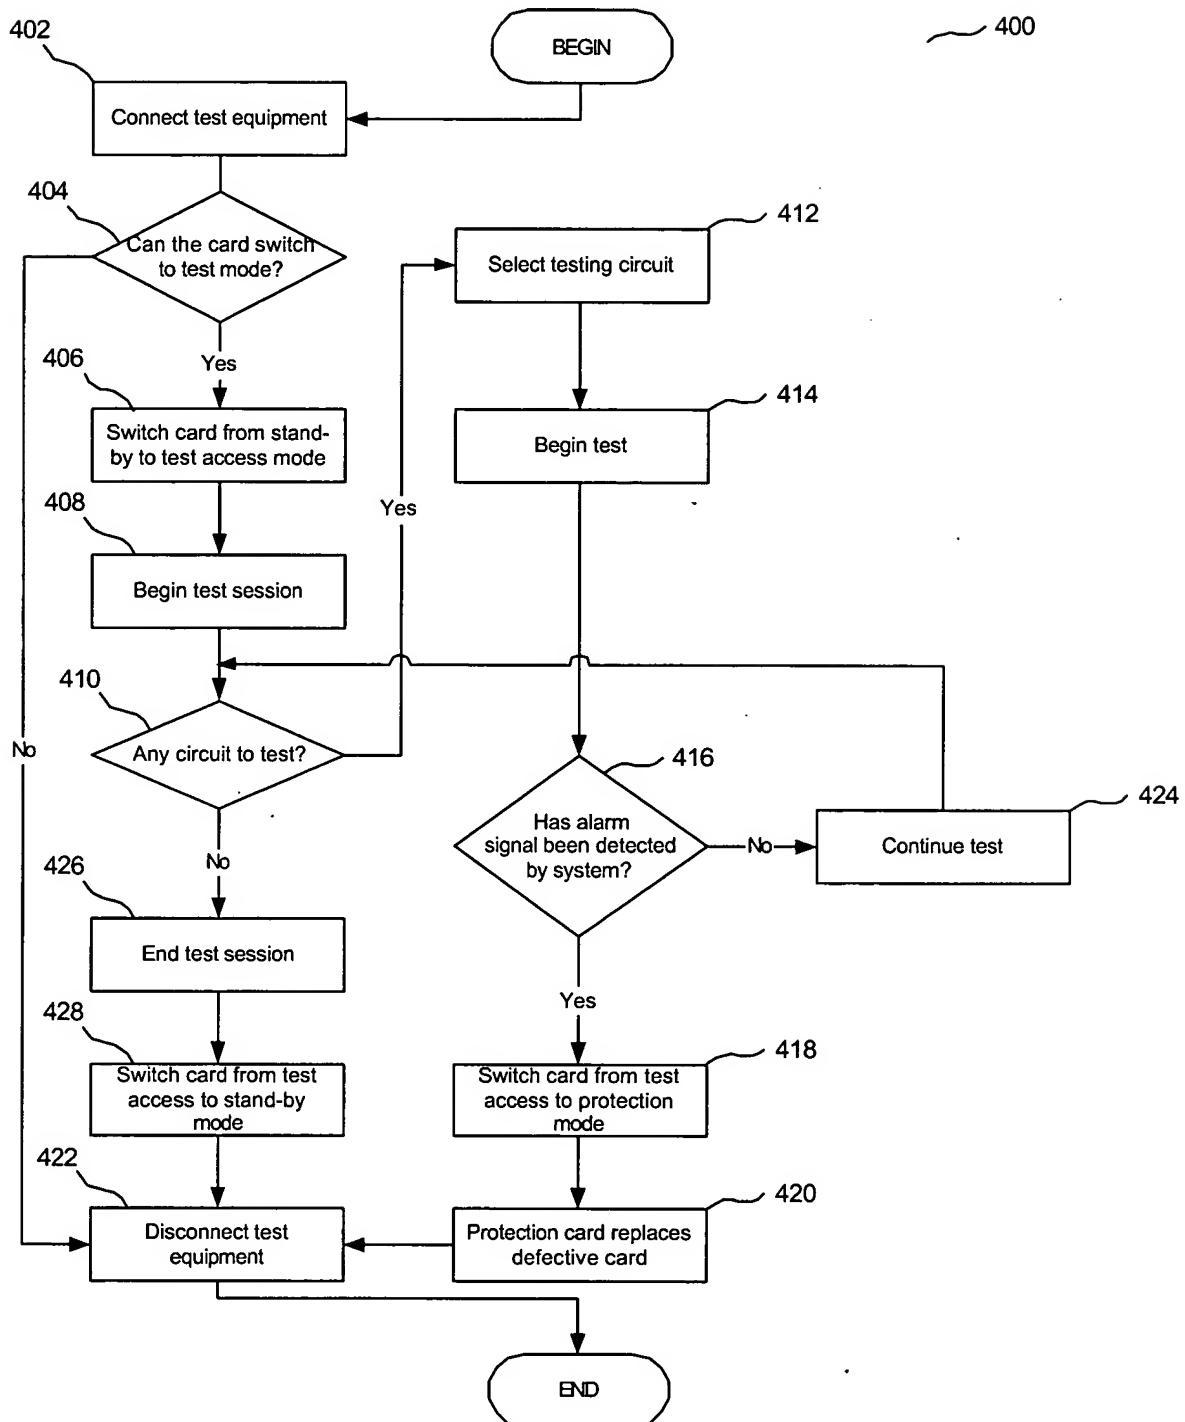 402
BEGIN
400
Connect test equipment
404
Can the card switch
to test mode?
412
Select testing circuit
Yes
406
Switch card from stand-
by to test access mode
414
Begin test
408
Yes
Begin test session
410
Any circuit to test?
No
416
Has alarm
signal been detected
by system?
No
424
Continue test
No
426
End test session
Yes
428
Switch card from test
access to stand-by
mode
418
Switch card from test
access to protection
mode
422
Disconnect test
equipment
420
Protection card replaces
defective card
END